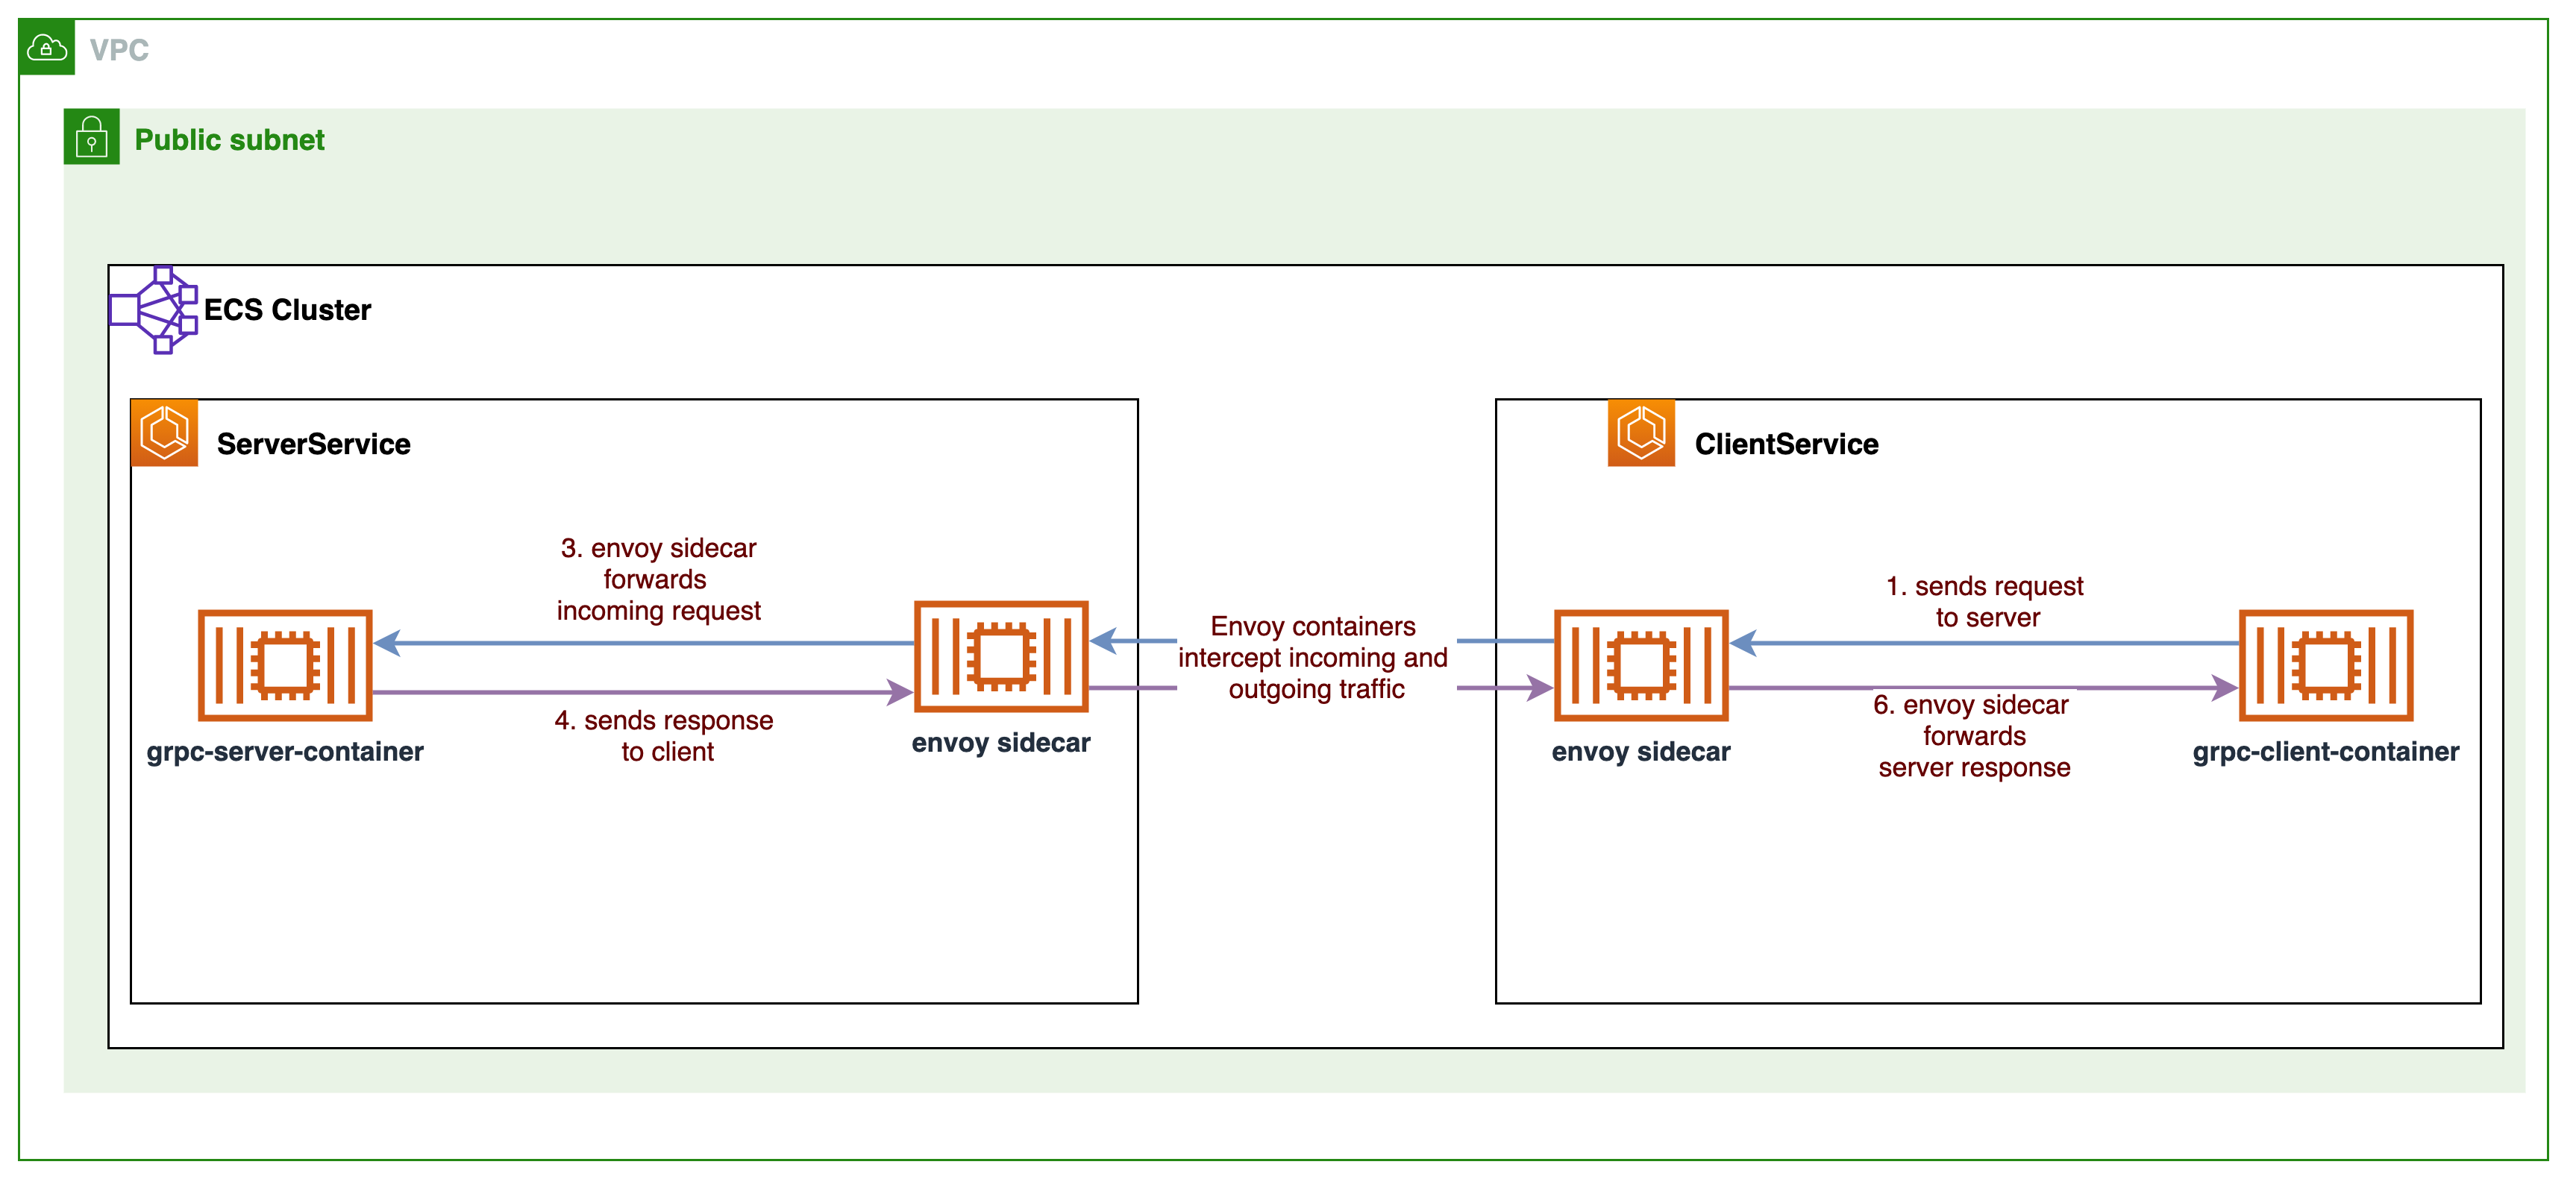 VPC
Public subnet
ECS Cluster
ServerService
ClientService
3. envoy sidecar
forwards
incoming request
4. sends response
to client
grpc-server-container
envoy sidecar
Envoy containers
intercept incoming and
outgoing traffic
1. sends request
to server
6. envoy sidecar
forwards
server response
envoy sidecar
grpc-client-container